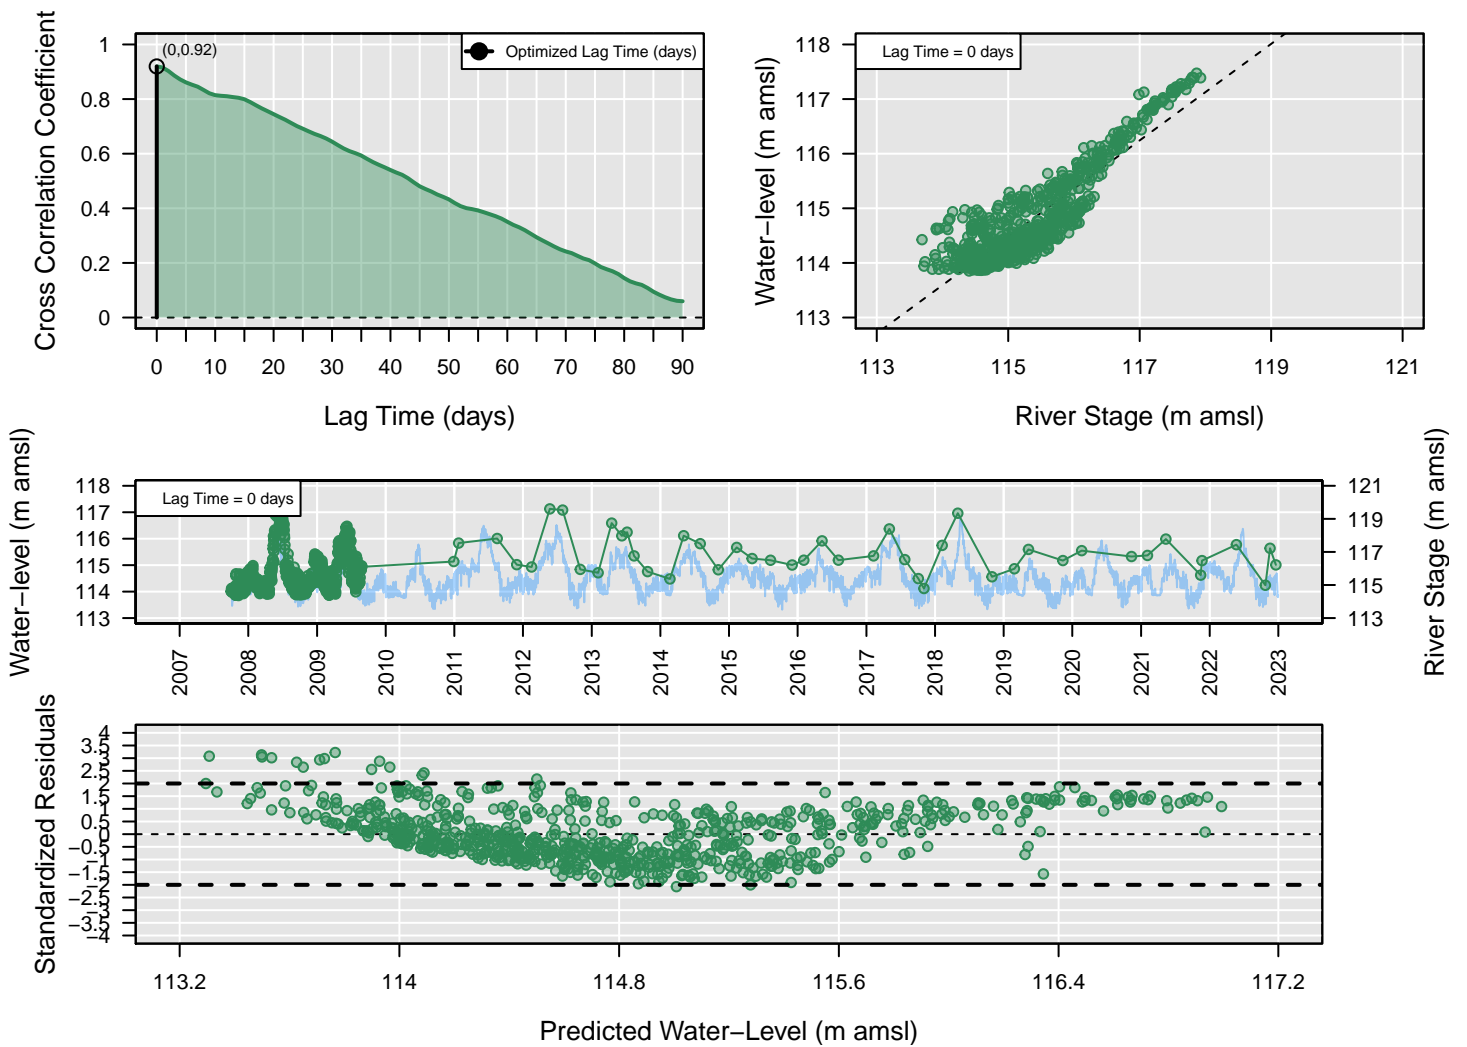 Cross Correlation Coefficient
1
0.8
0.6
0.4
0.2
0
(0,0.92)
Optimized Lag Time (days)
0 10 20 30 40 50 60 70 80 90
Lag Time (days)
Water−level (m amsl)
118
117
116
115
114
113
Lag Time = 0 days
113 115 117 119 121
River Stage (m amsl)
Water−level (m amsl)
118
117
116
115
114
113
Lag Time = 0 days
121
119
117
115
113
River Stage (m amsl)
2007 2008 2009 2010 2011 2012 2013 2014 2015 2016 2017 2018 2019 2020 2021 2022 2023
Standardized Residuals
4
3.5
3
2.5
2
1.5
1
0.5
0
−0.5
−1
−1.5
−2
−2.5
−3
−3.5
−4
113.2 114 114.8 115.6 116.4 117.2
Predicted Water−Level (m amsl)